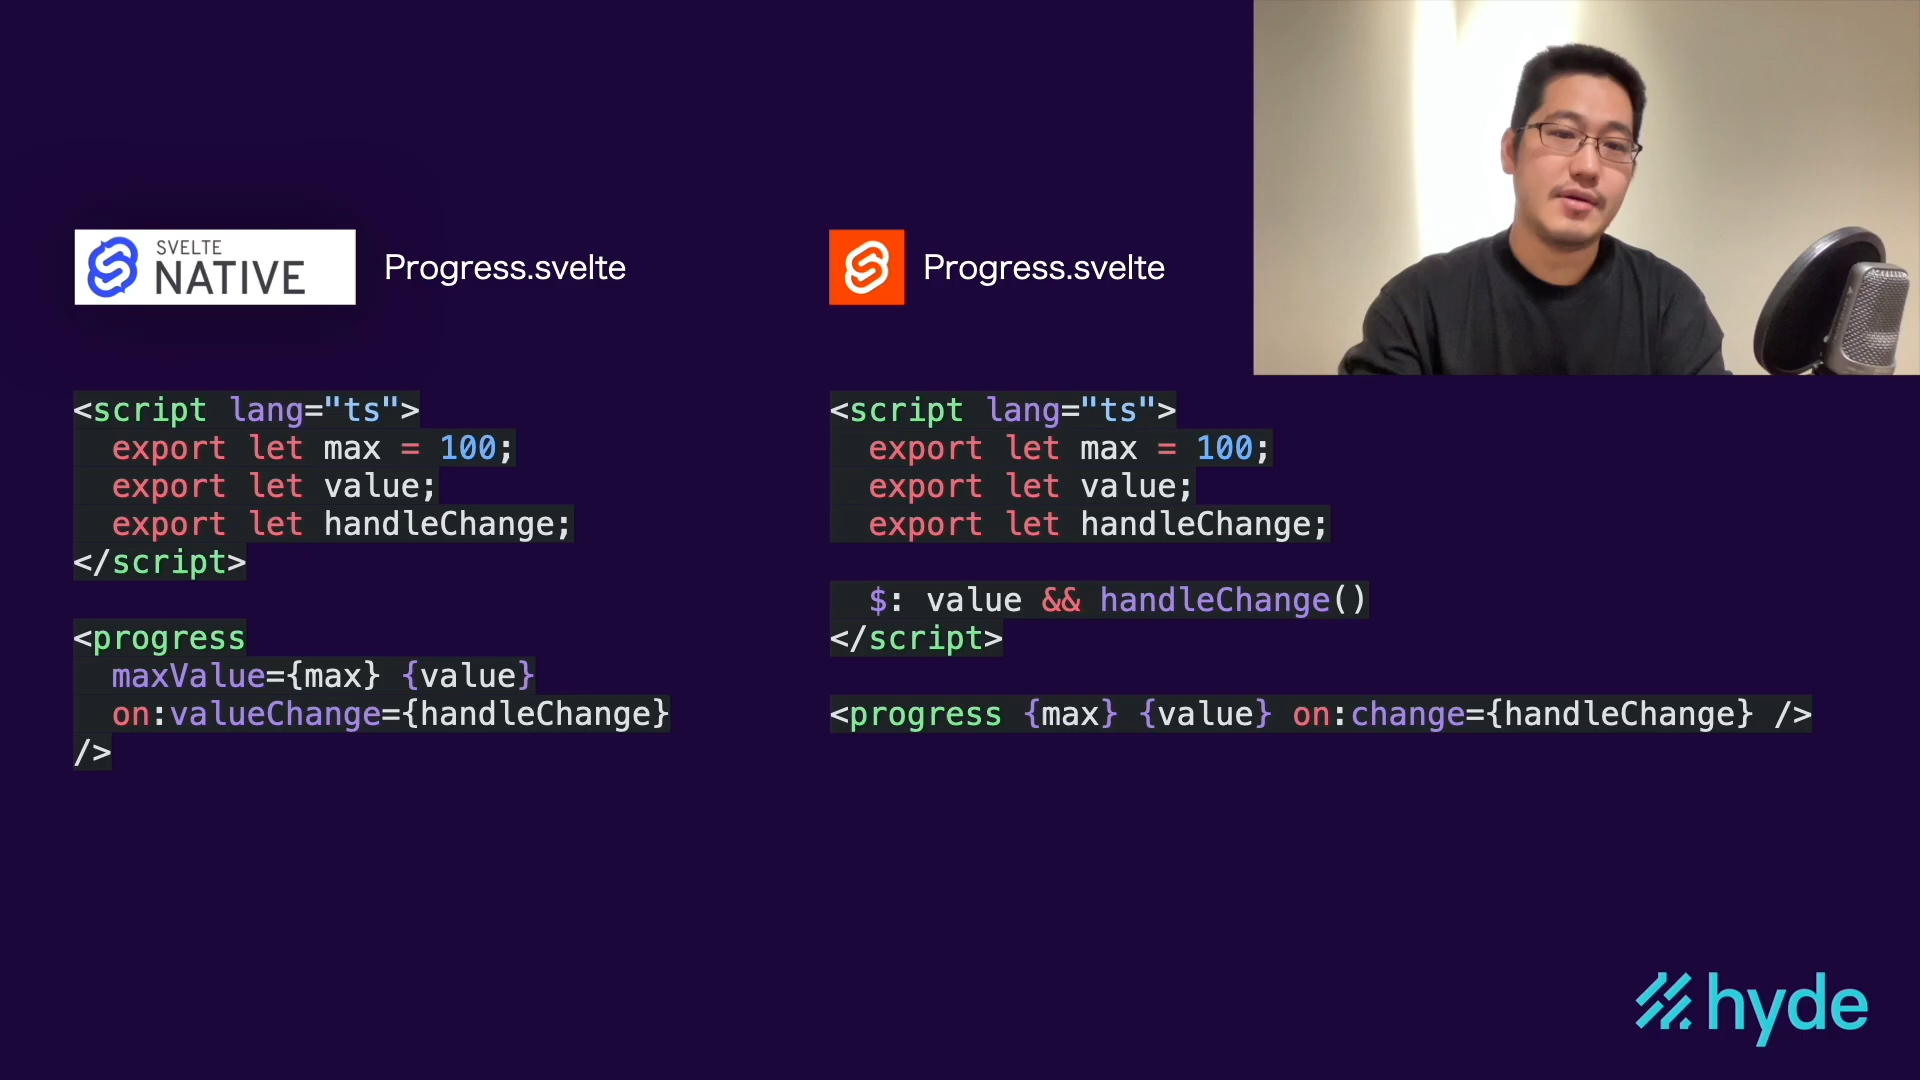 SVELTE
NATIVE
Progress.svelte
<script lang="ts">
  export let max = 100;
  export let value;
  export let handleChange;
</script>
<progress
  maxValue={max} {value}
  on:valueChange={handleChange}
/>
Progress.svelte
<script lang="ts">
  export let max = 100;
  export let value;
  export let handleChange;
  $: value && handleChange()
</script>
<progress {max} {value} on:change={handleChange} />
hyde